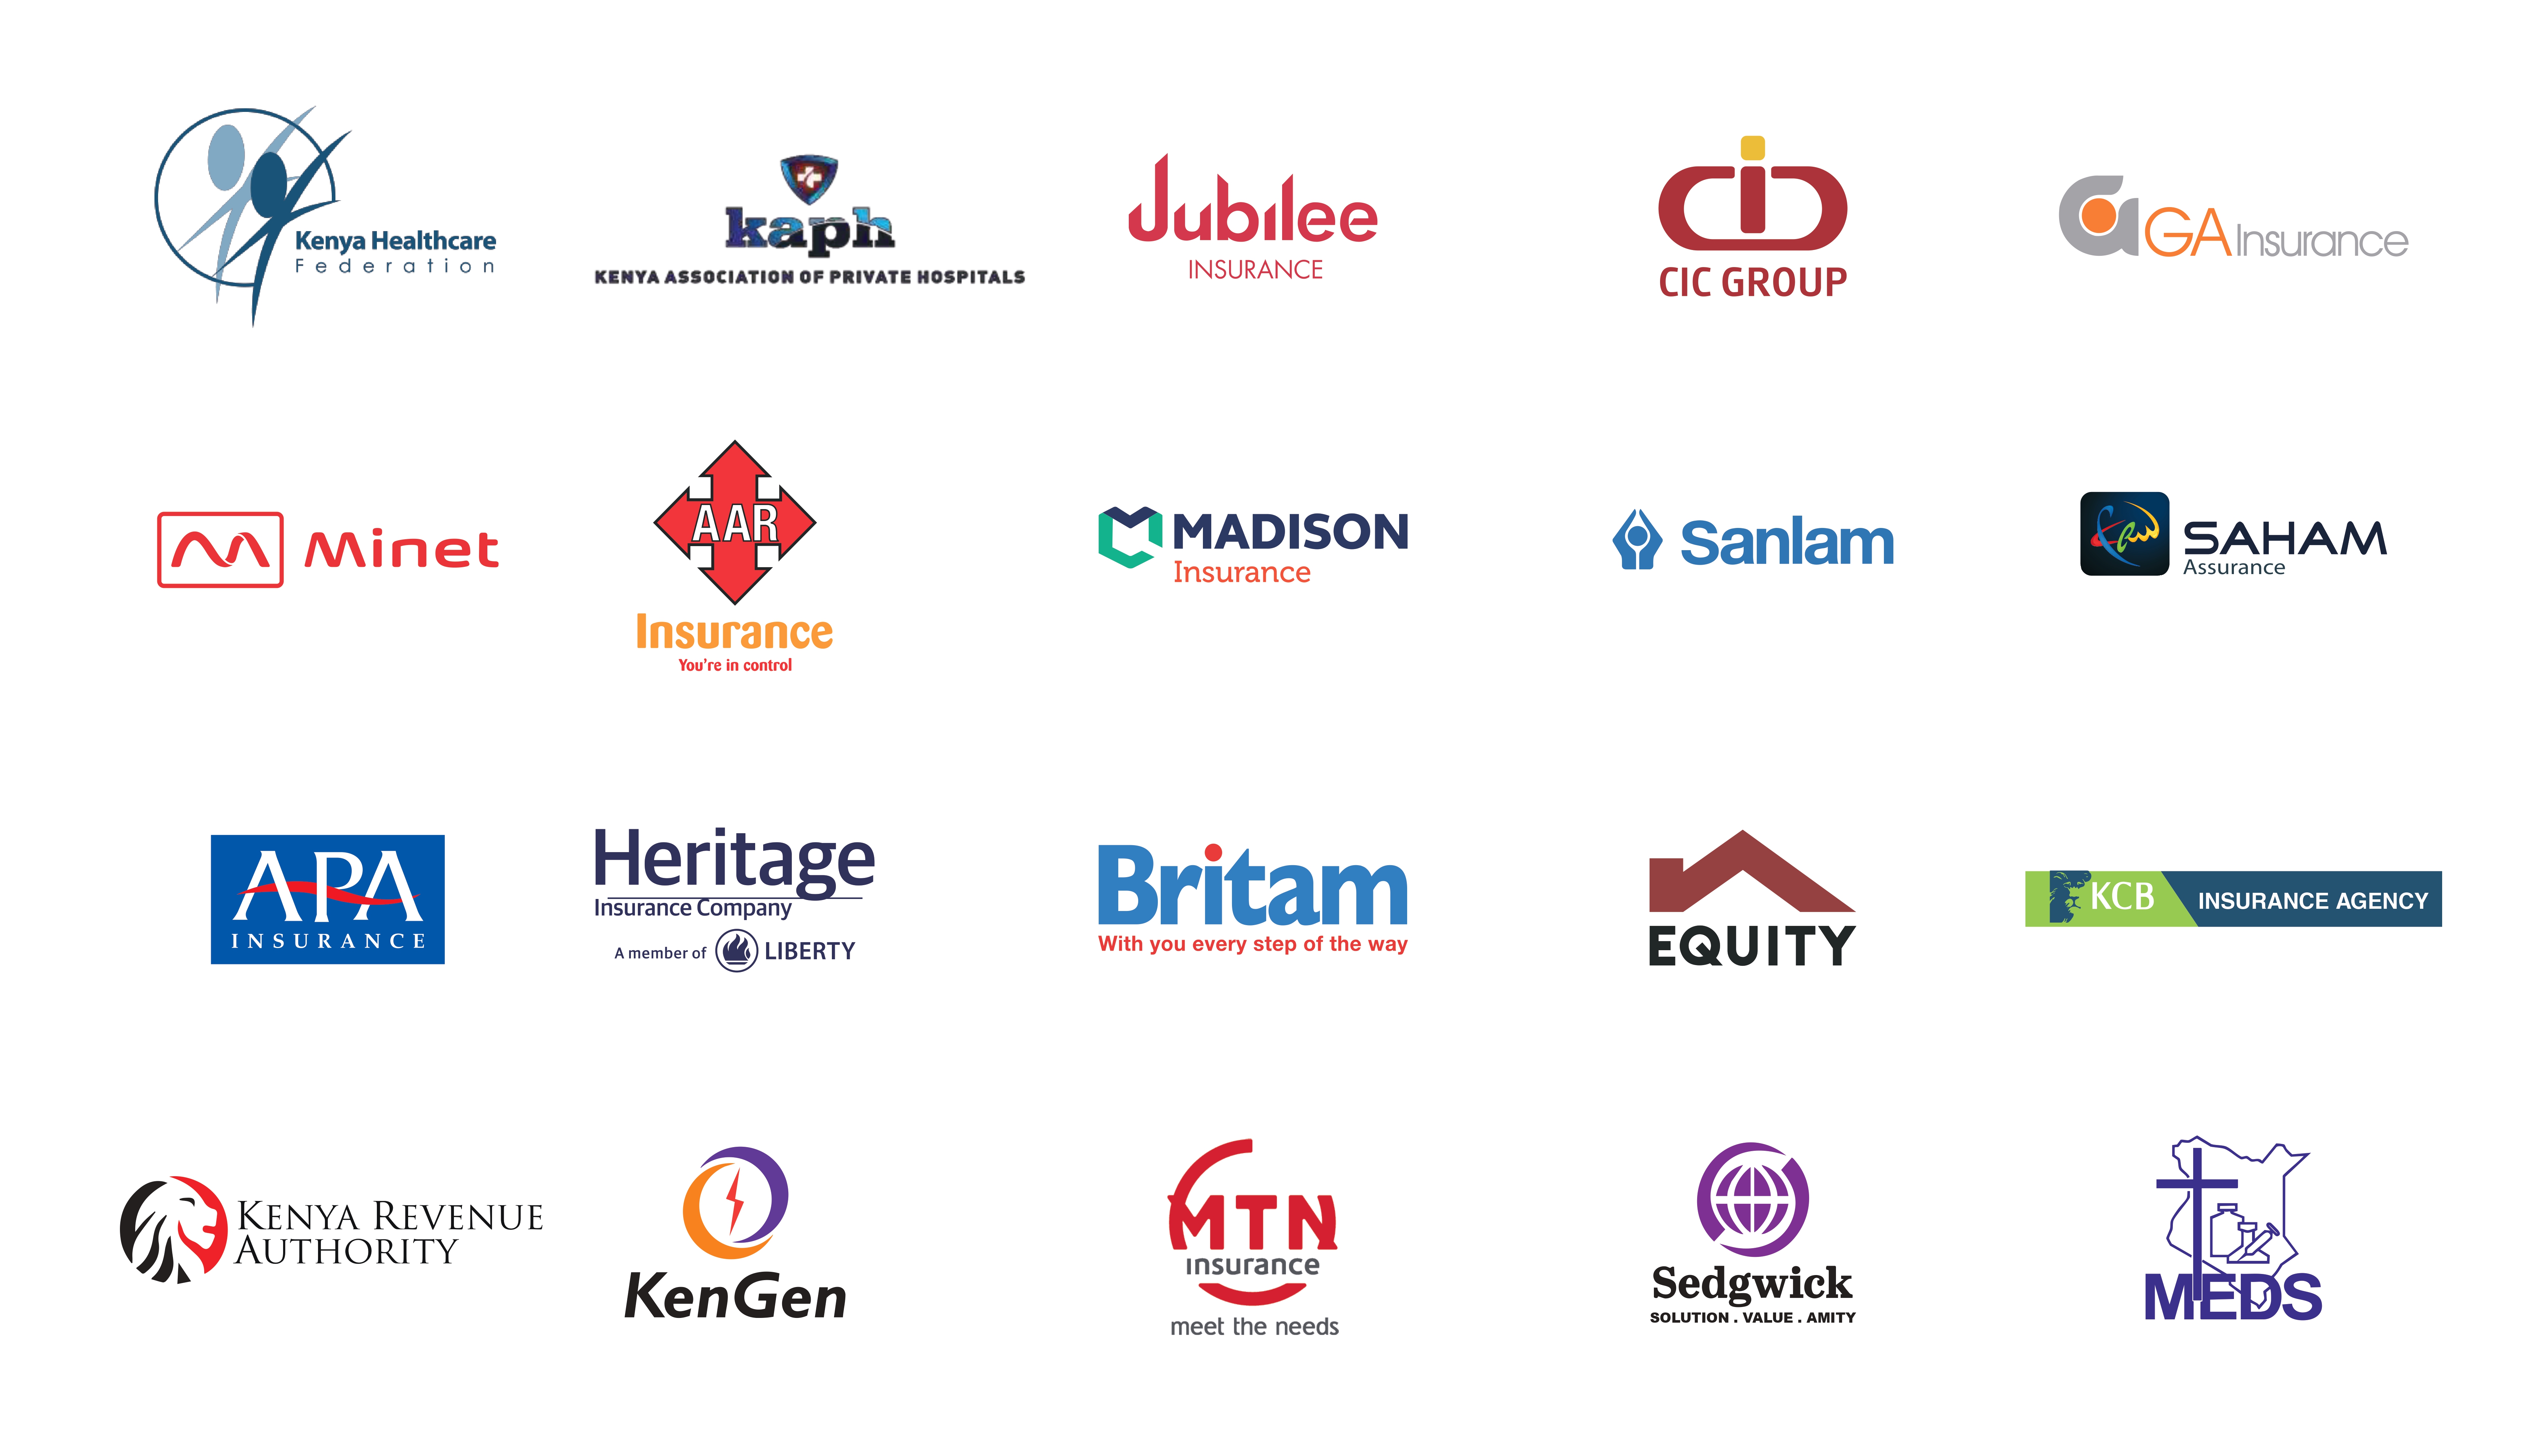 Kenya Healthcare
Federation
kaph
KENYA ASSOCIATION OF PRIVATE HOSPITALS
Jubilee
INSURANCE
CIC
CIC GROUP
GA Insurance
Minet
AAR
Insurance
You're in control
MADISON
Insurance
Sanlam
SAHAM
Assurance
APA
INSURANCE
Heritage
Insurance Company
A member of LIBERTY
Britam
With you every step of the way
EQUITY
KCB INSURANCE AGENCY
KENYA REVENUE
AUTHORITY
KenGen
MTN
insurance
meet the needs
Sedgwick
SOLUTION . VALUE . AMITY
MEDS